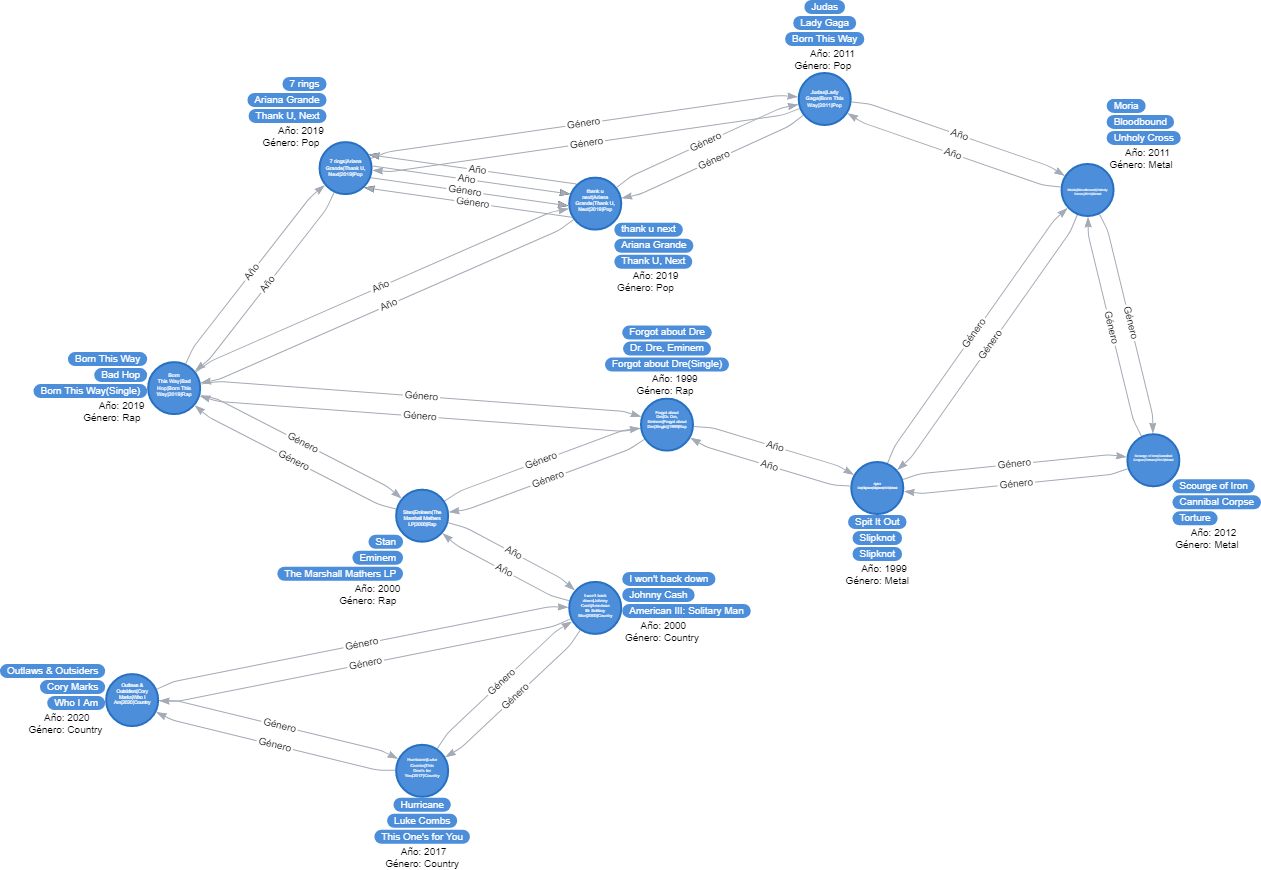 Judas
Lady Gaga
Born This Way
Año: 2011
Género: Pop
Judas|Lady
Gaga|Born This
Way|2011|Pop
7 rings
Ariana Grande
Thank U, Next
Año: 2019
Género: Pop
7 rings|Ariana
Grande|Thank U,
Next|2019|Pop
Moria
Bloodbound
Unholy Cross
Año: 2011
Género: Metal
Género
Género
Género
Género
Año
Año
Año
Año
Género
Género
thank u
next|Ariana
Grande|Thank U,
Next|2019|Pop
thank u next
Ariana Grande
Thank U, Next
Año: 2019
Género: Pop
Año
Año
Año
Año
Género
Género
Género
Género
Born This Way
Bad Hop
Born This Way(Single)
Año: 2019
Género: Rap
Born
This Way|Bad
Hop|Born This
Way|2019|Rap
Forgot about Dre
Dr. Dre, Eminem
Forgot about Dre(Single)
Año: 1999
Género: Rap
Forgot about
Dre|Dr. Dre,
Eminem|Forgot about
Dre(Single)|1999|Rap
Género
Género
Género
Género
Género
Género
Año
Año
Género
Género
Scourge of Iron
Cannibal Corpse
Torture
Año: 2012
Género: Metal
Spit It Out
Slipknot
Slipknot
Año: 1999
Género: Metal
Stan|Eminem|The
Marshall Mathers
LP|2000|Rap
Stan
Eminem
The Marshall Mathers LP
Año: 2000
Género: Rap
Año
Año
I won't back
down|Johnny
Cash|American
III: Solitary
Man|2000|Country
I won't back down
Johnny Cash
American III: Solitary Man
Año: 2000
Género: Country
Género
Género
Género
Género
Outlaws & Outsiders
Cory Marks
Who I Am
Año: 2020
Género: Country
Outlaws &
Outsiders|Cory
Marks|Who I
Am|2020|Country
Género
Género
Hurricane|Luke
Combs|This
One's for
You|2017|Country
Hurricane
Luke Combs
This One's for You
Año: 2017
Género: Country